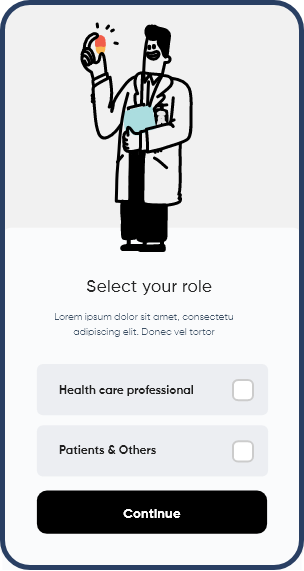 Select your role
Lorem ipsum dolor sit amet, consectetu
adipiscing elit. Donec vel tortor
Health care professional
Patients & Others
Continue